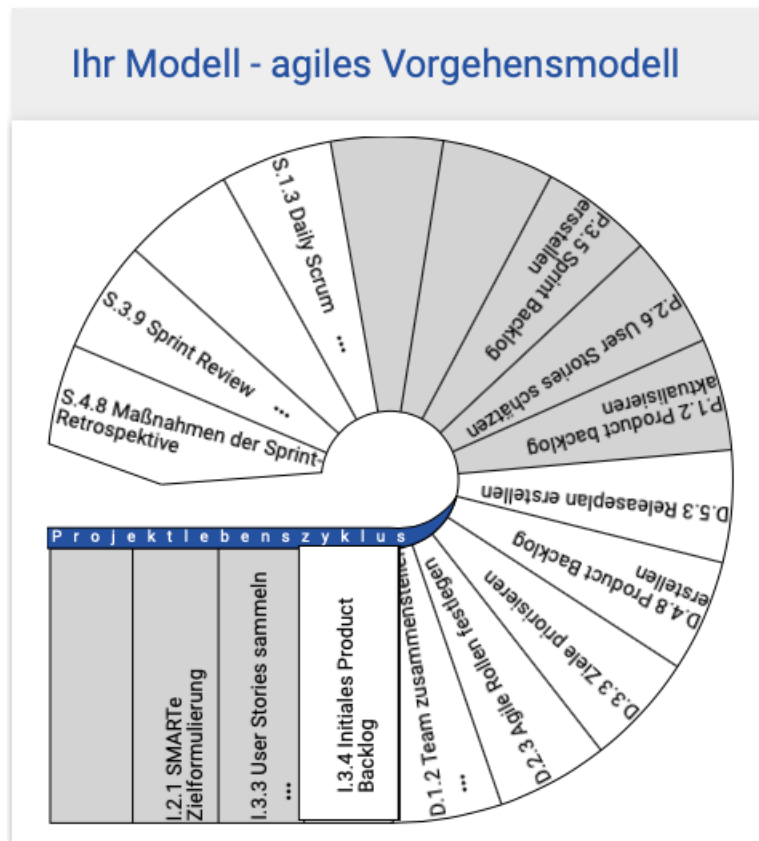 Ihr Modell - agiles Vorgehensmodell
S.1.3 Daily Scrum
...
S.3.9 Sprint Review
...
S.4.8 Maßnahmen der Sprint-
Retrospektive
P.3.5 Sprint Backlog
ersstellen
P.2.6 User Stories schätzen
P.1.2 Product backlog
aktualisieren
D.5.3 Releaseplan erstellen
D.4.8 Product Backlog
erstellen
D.3.3 Ziele priorisieren
D.2.3 Agile Rollen festlegen
D.1.2 Team zusammenstellen
...
Projektlebenszyklus
I.2.1 SMARTe
Zielformulierung
I.3.3 User Stories sammeln
...
I.3.4 Initiales Product
Backlog